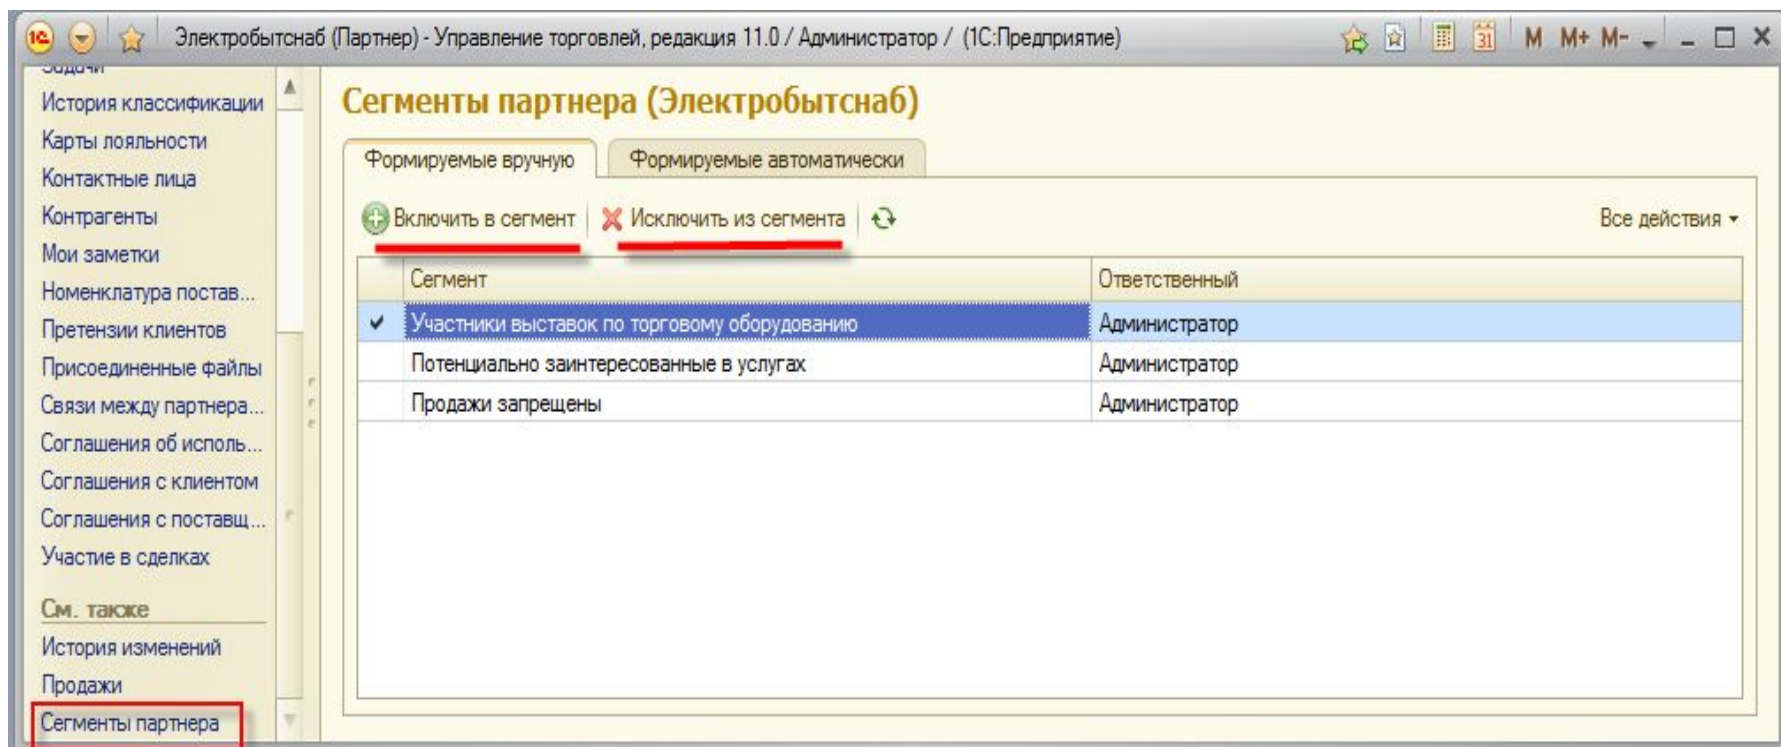 1С Электробытснаб (Партнер) - Управление торговлей, редакция 11.0 / Администратор / (1С:Предприятие) 31 M M+ M-
Задачи
История классификации
Карты лояльности
Контактные лица
Контрагенты
Мои заметки
Номенклатура постав...
Претензии клиентов
Присоединенные файлы
Связи между партнера...
Соглашения об исполь...
Соглашения с клиентом
Соглашения с поставщ...
Участие в сделках
См. также
История изменений
Продажи
Сегменты партнера
Сегменты партнера (Электробытснаб)
Формируемые вручную Формируемые автоматически
Включить в сегмент Исключить из сегмента Все действия
Сегмент Ответственный
Участники выставок по торговому оборудованию Администратор
Потенциально заинтересованные в услугах Администратор
Продажи запрещены Администратор